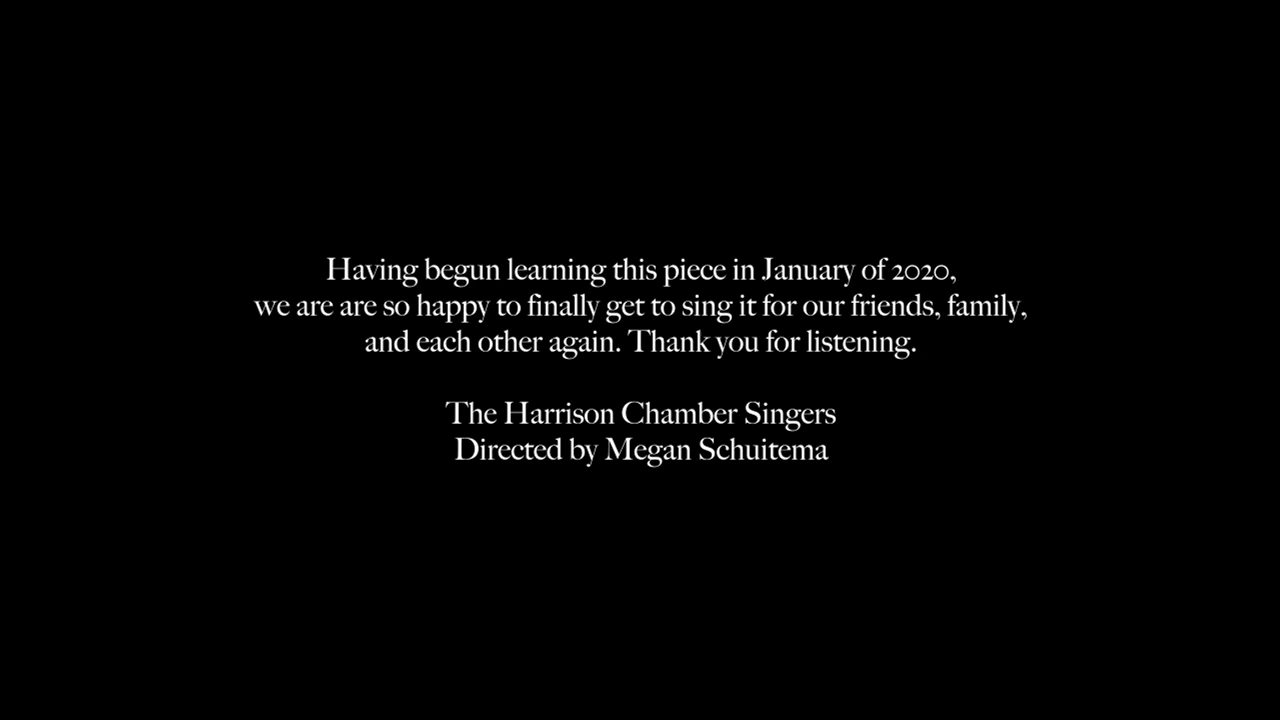 Having begun learning this piece in January of 2020,
we are are so happy to finally get to sing it for our friends, family,
and each other again. Thank you for listening.
The Harrison Chamber Singers
Directed by Megan Schuitema